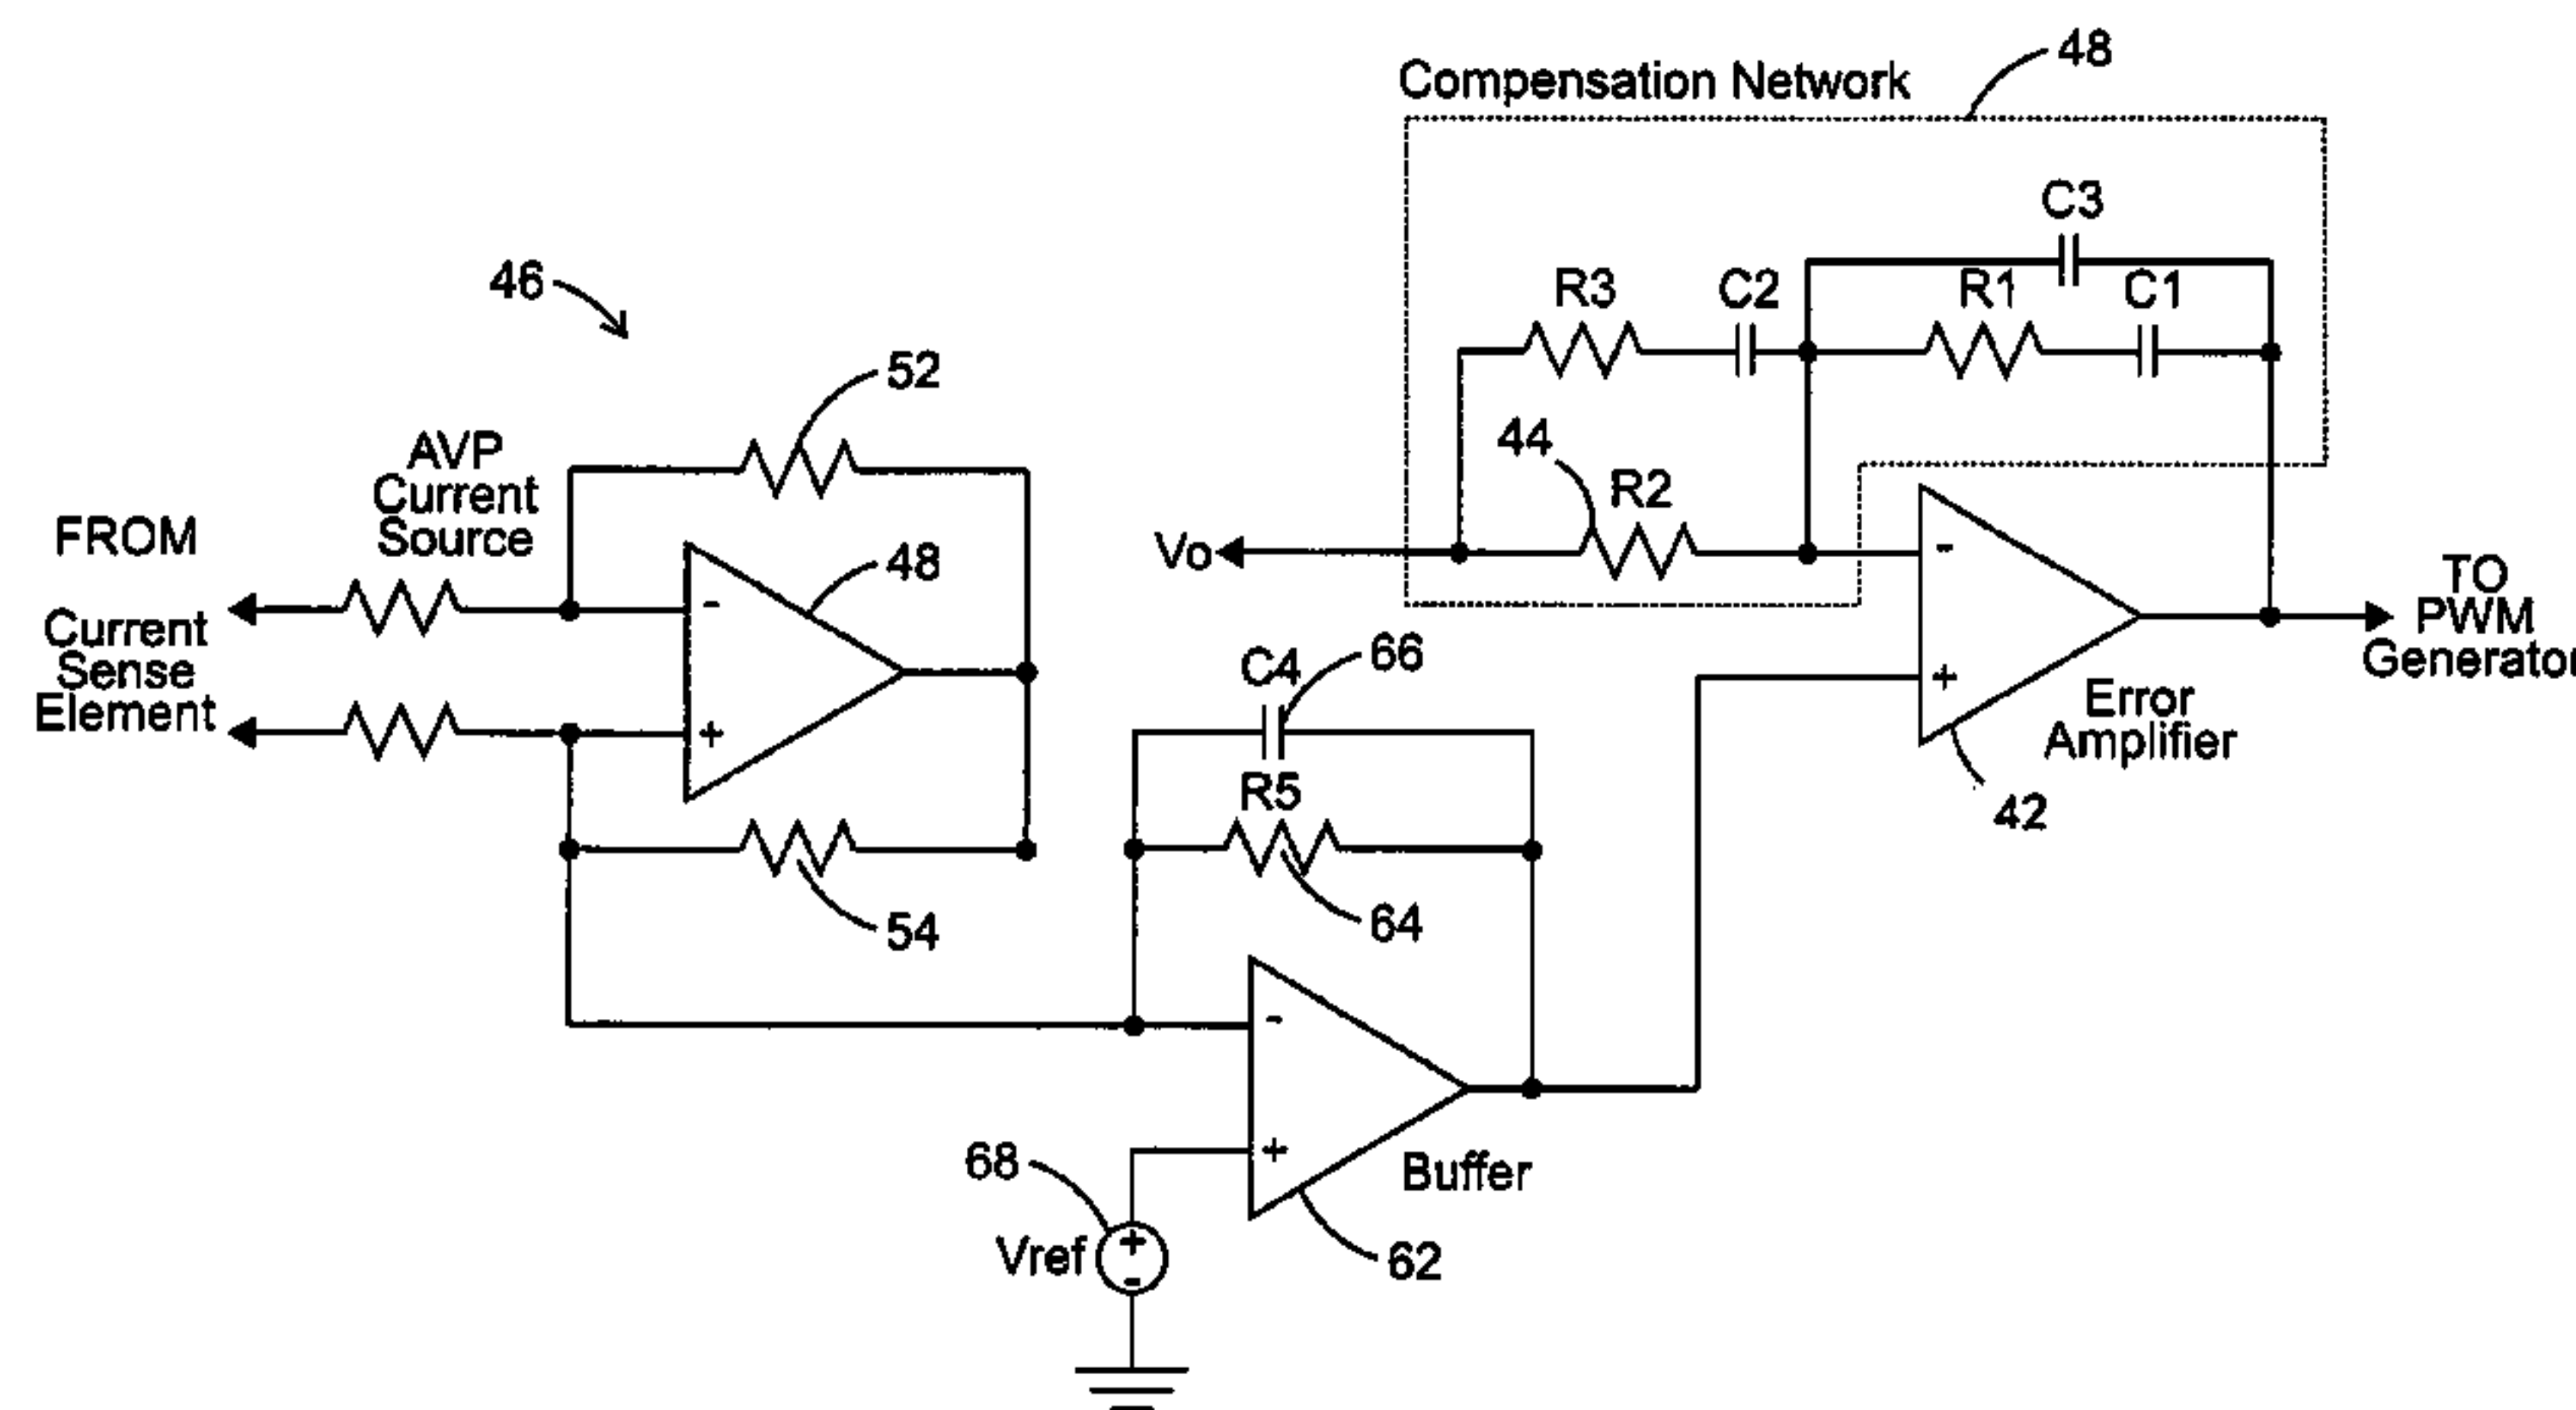 48
Compensation Network
C3
46
R3
C2
R1
C1
52
44
AVP
Current
Source
R2
FROM
48
Vo
-
-
TO
PWM
Generator
Current
Sense
Element
C4
66
+
Error
Amplifier
+
R5
42
54
64
-
68
+
Buffer
Vref
+
-
62